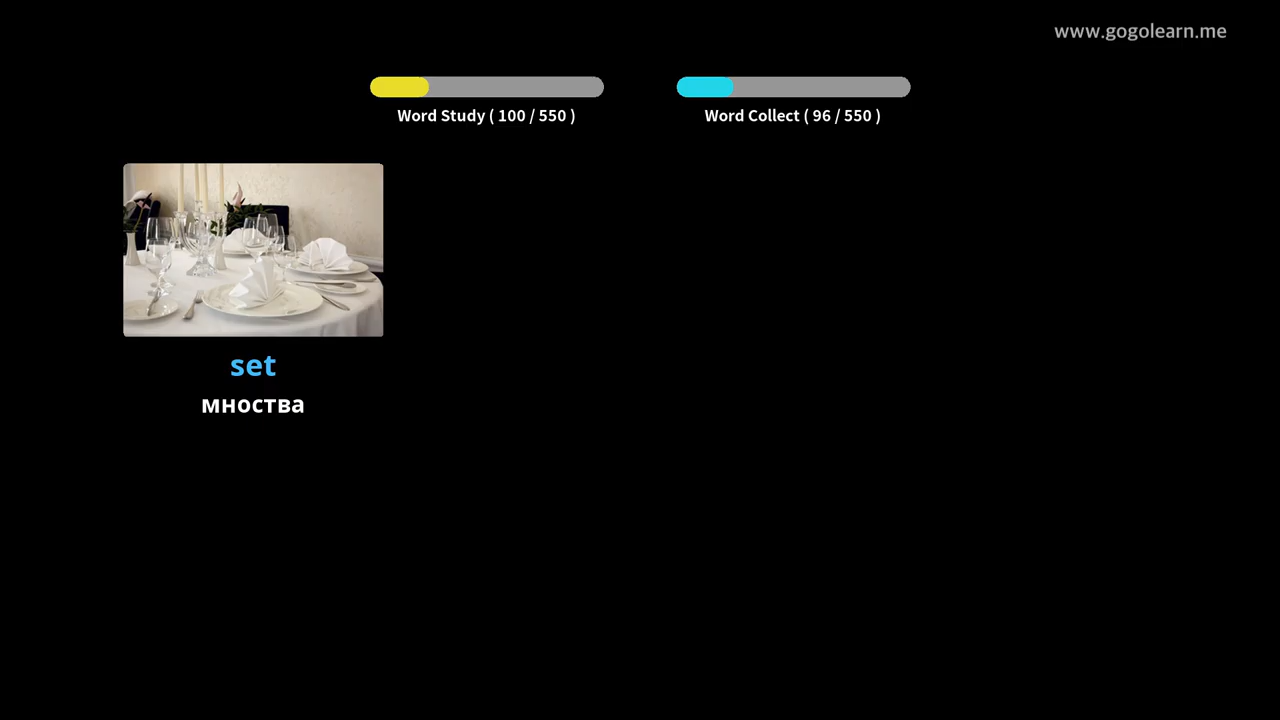 www.gogolearn.me
Word Study ( 100 / 550 )
Word Collect ( 96 / 550 )
set
мноства